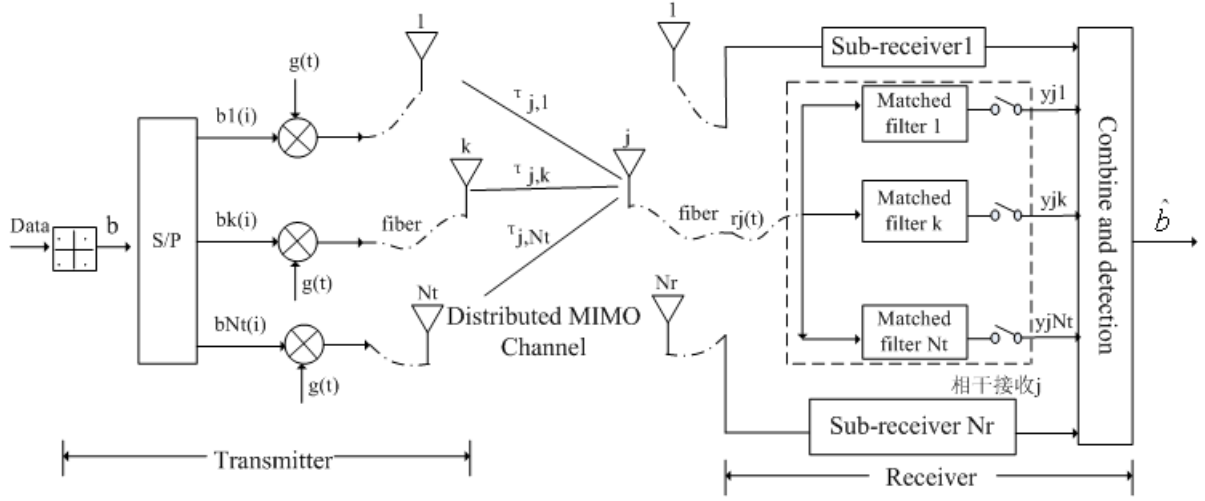 Data
b
S/P
b1(i)
g(t)
bk(i)
g(t)
bNt(i)
g(t)
1
fiber
k
Nt
τ j,1
τ j,k
τ j,Nt
Distributed MIMO
Channel
1
j
Nr
fiber
rj(t)
Sub-receiver1
Matched
filter 1
yj1
Matched
filter k
yjk
Matched
filter Nt
yjNt
相干接收j
Sub-receiver Nr
Combine and detection
b̂
Transmitter
Receiver